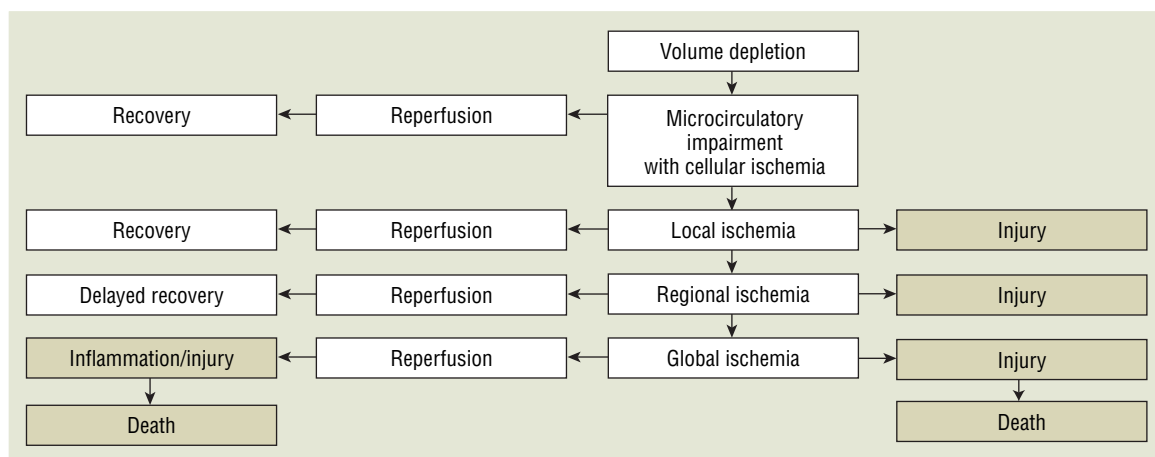 Volume depletion
Recovery
Reperfusion
Microcirculatory
impairment
with cellular ischemia
Recovery
Reperfusion
Local ischemia
Injury
Delayed recovery
Reperfusion
Regional ischemia
Injury
Inflammation/injury
Reperfusion
Global ischemia
Injury
Death
Death